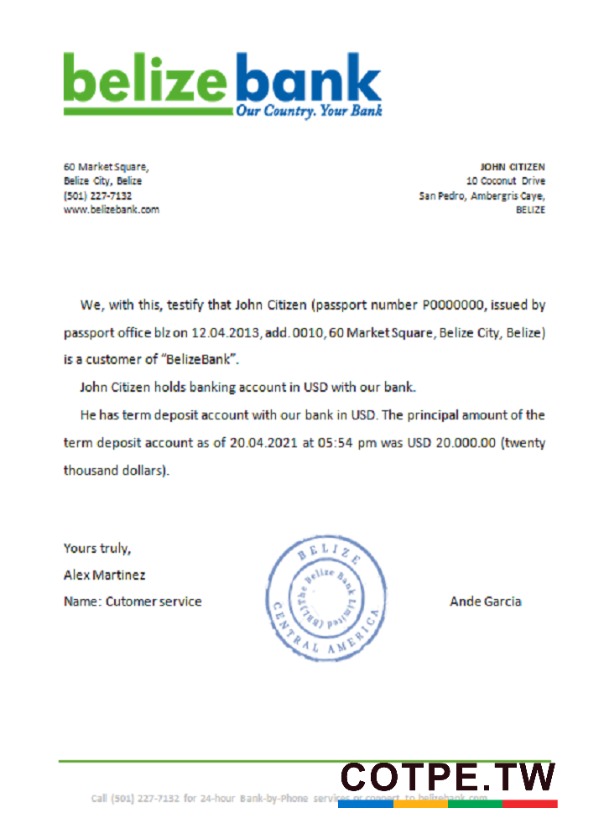 belizebank
Our Country. Your Bank
60 Market Square,
Belize City, Belize
(501) 227-7132
www.belizebank.com
JOHN CITIZEN
10 Coconut Drive
San Pedro, Ambergris Caye,
BELIZE
We, with this, testify that John Citizen (passport number P0000000, issued by
passport office blz on 12.04.2013, add. 0010, 60 Market Square, Belize City, Belize)
is a customer of “BelizeBank”.
John Citizen holds banking account in USD with our bank.
He has term deposit account with our bank in USD. The principal amount of the
term deposit account as of 20.04.2021 at 05:54 pm was USD 20.000.00 (twenty
thousand dollars).
Yours truly,
Alex Martinez
Name: Cutomer service
BELIZE
The Belize Bank
Limited (BBL)
CENTRAL AMERICA
Ande Garcia
COTPE.TW
Call (501) 227-7132 for 24-hour Bank-by-Phone services or connect to belizebank.com